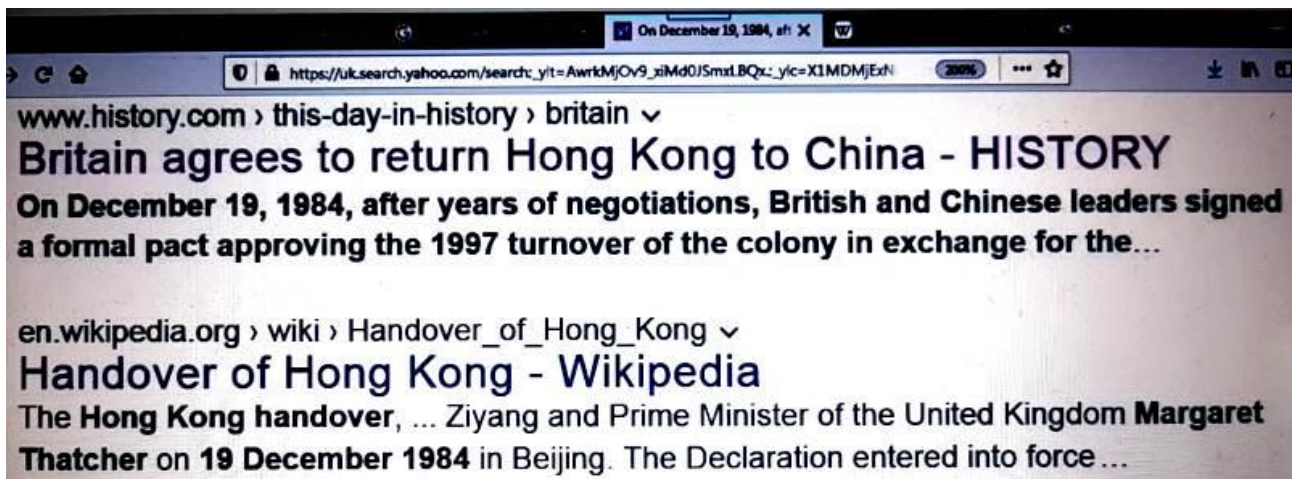 On December 19, 1984, aft
https://uk.search.yahoo.com/search;_ylt=
200%
www.history.com › this-day-in-history › britain
Britain agrees to return Hong Kong to China - HISTORY
On December 19, 1984, after years of negotiations, British and Chinese leaders signed
a formal pact approving the 1997 turnover of the colony in exchange for the...
en.wikipedia.org › wiki › Handover_of_Hong_Kong
Handover of Hong Kong - Wikipedia
The Hong Kong handover, ... Ziyang and Prime Minister of the United Kingdom Margaret
Thatcher on 19 December 1984 in Beijing. The Declaration entered into force ...